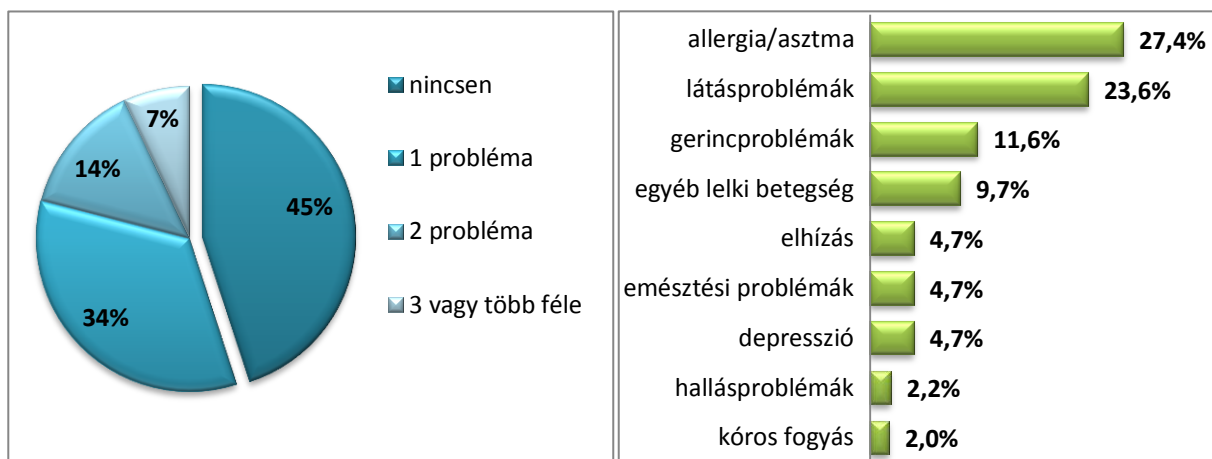 45%
34%
14%
7%
nincsen
1 probléma
2 probléma
3 vagy több féle
allergia/asztma 27,4%
látásproblémák 23,6%
gerincproblémák 11,6%
egyéb lelki betegség 9,7%
elhízás 4,7%
emésztési problémák 4,7%
depresszió 4,7%
hallásproblémák 2,2%
kóros fogyás 2,0%